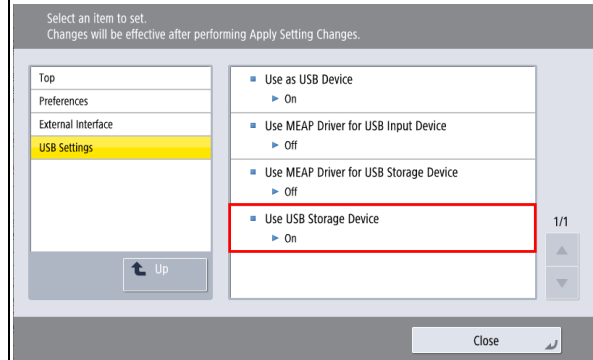 Select an item to set.
Changes will be effective after performing Apply Setting Changes.
Top
Preferences
External Interface
USB Settings
Up
Use as USB Device
On
Use MEAP Driver for USB Input Device
Off
Use MEAP Driver for USB Storage Device
Off
Use USB Storage Device
On
1/1
Close